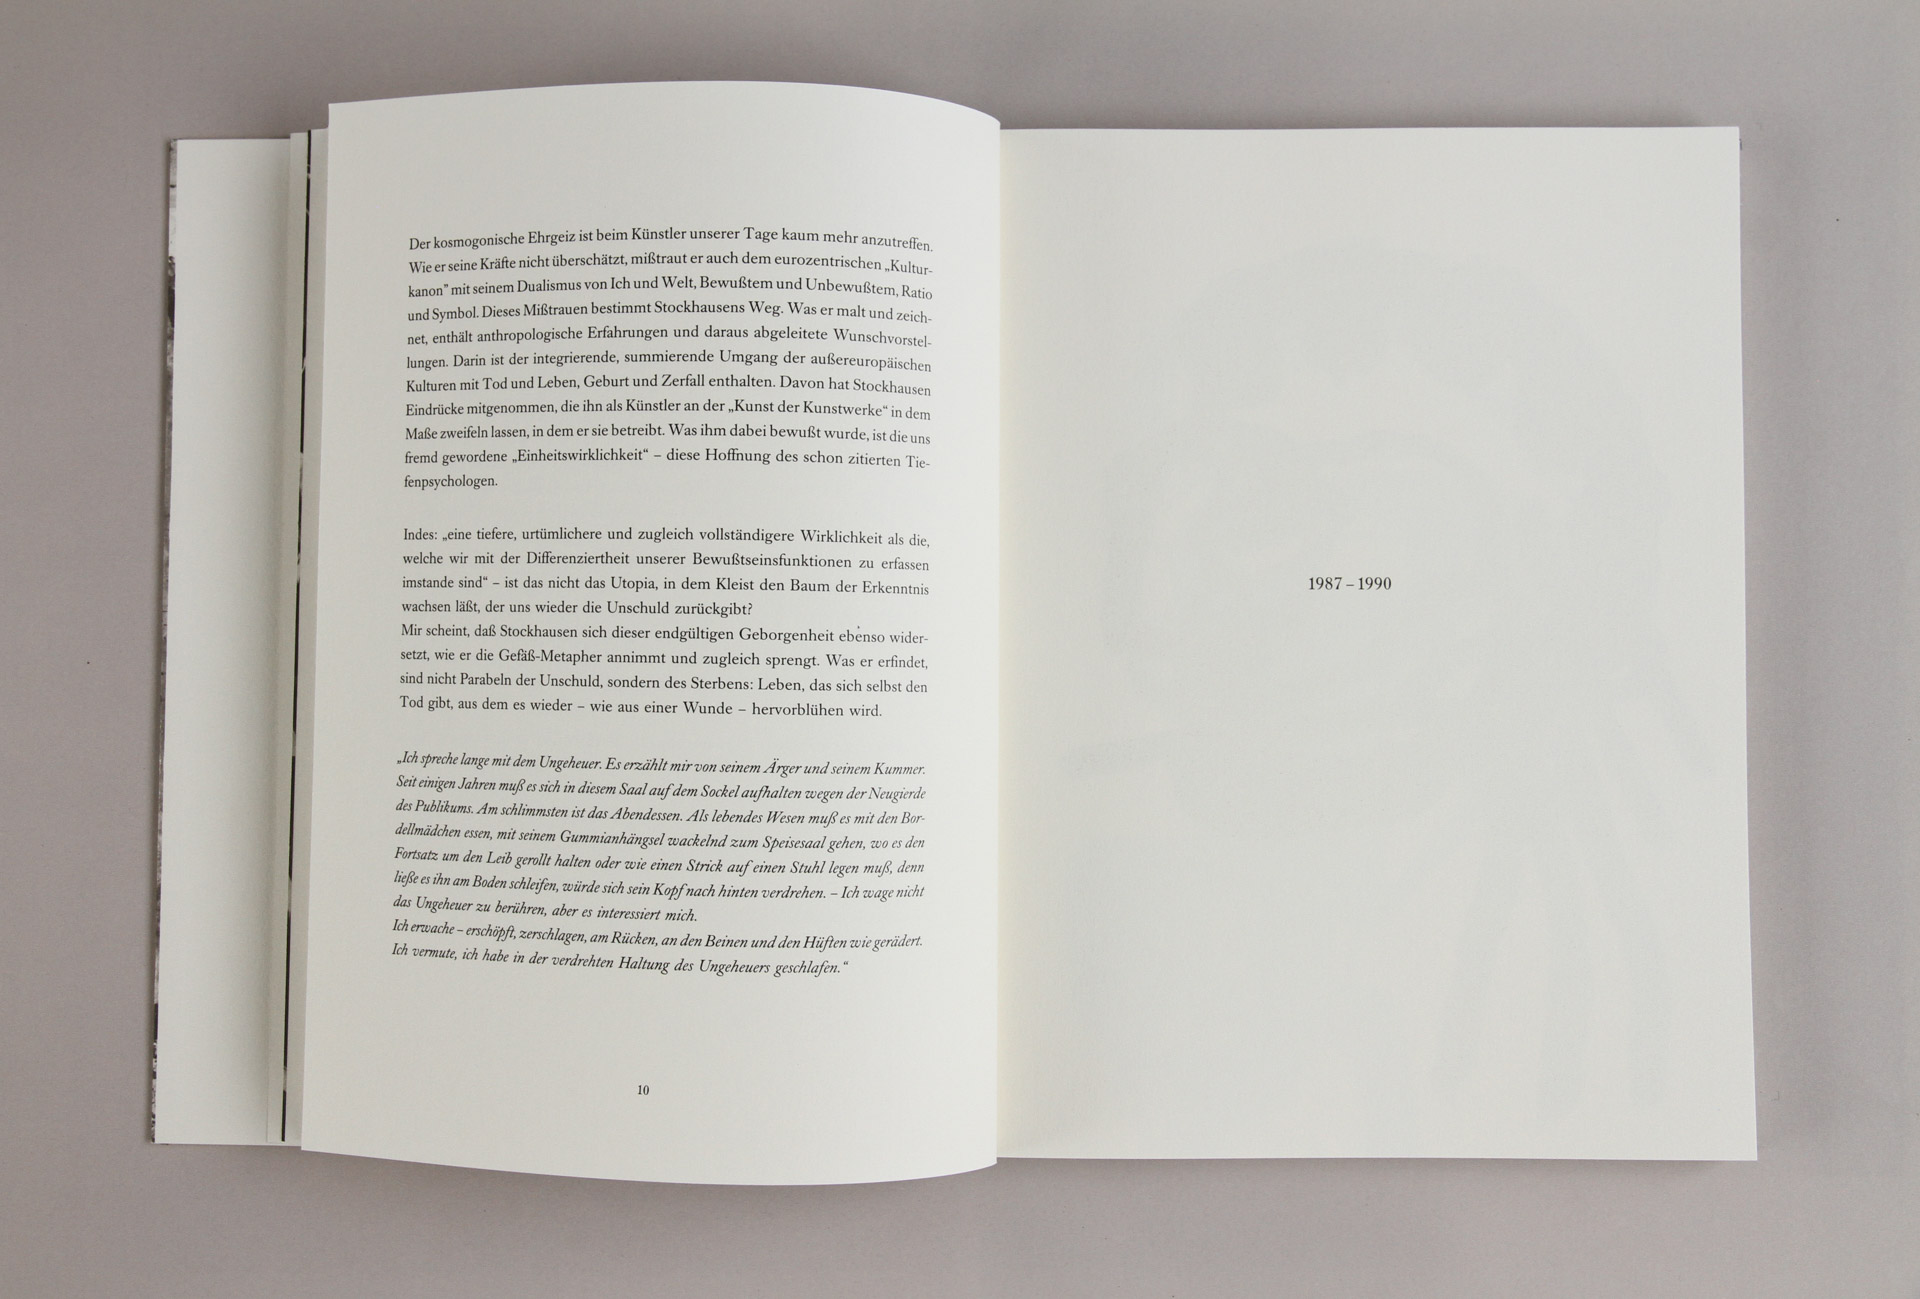 Der kosmogonische Ehrgeiz ist beim Künstler unserer Tage kaum mehr anzutreffen.
Wie er seine Kräfte nicht überschätzt, mißtraut er auch dem eurozentrischen „Kultur-
kanon” mit seinem Dualismus von Ich und Welt, Bewußtem und Unbewußtem, Ratio
und Symbol. Dieses Mißtrauen bestimmt Stockhausens Weg. Was er malt und zeich-
net, enthält anthropologische Erfahrungen und daraus abgeleitete Wunschvorstel-
lungen. Darin ist der integrierende, summierende Umgang der außereuropäischen
Kulturen mit Tod und Leben, Geburt und Zerfall enthalten. Davon hat Stockhausen
Eindrücke mitgenommen, die ihn als Künstler an der „Kunst der Kunstwerke“ in dem
Maße zweifeln lassen, in dem er sie betreibt. Was ihm dabei bewußt wurde, ist die uns
fremd gewordene „Einheitswirklichkeit“ – diese Hoffnung des schon zitierten Tie-
fenpsychologen.
Indes: „eine tiefere, urtümlichere und zugleich vollständigere Wirklichkeit als die,
welche wir mit der Differenziertheit unserer Bewußtseinsfunktionen zu erfassen
imstande sind“ – ist das nicht das Utopia, in dem Kleist den Baum der Erkenntnis
wachsen läßt, der uns wieder die Unschuld zurückgibt?
Mir scheint, daß Stockhausen sich dieser endgültigen Geborgenheit ebenso wider-
setzt, wie er die Gefäß-Metapher annimmt und zugleich sprengt. Was er erfindet,
sind nicht Parabeln der Unschuld, sondern des Sterbens: Leben, das sich selbst den
Tod gibt, aus dem es wieder – wie aus einer Wunde – hervorblühen wird.
„Ich spreche lange mit dem Ungeheuer. Es erzählt mir von seinem Ärger und seinem Kummer.
Seit einigen Jahren muß es sich in diesem Saal auf dem Sockel aufhalten wegen der Neugierde
des Publikums. Am schlimmsten ist das Abendessen. Als lebendes Wesen muß es mit den Bor-
dellmädchen essen, mit seinem Gummianhängsel wackelnd zum Speisesaal gehen, wo es den
Fortsatz um den Leib gerollt halten oder wie einen Strick auf einen Stuhl legen muß, denn
ließe es ihn am Boden schleifen, würde sich sein Kopf nach hinten verdrehen. – Ich wage nicht
das Ungeheuer zu berühren, aber es interessiert mich.
Ich erwache – erschöpft, zerschlagen, am Rücken, an den Beinen und den Hüften wie gerädert.
Ich vermute, ich habe in der verdrehten Haltung des Ungeheuers geschlafen.“
10
1987 – 1990